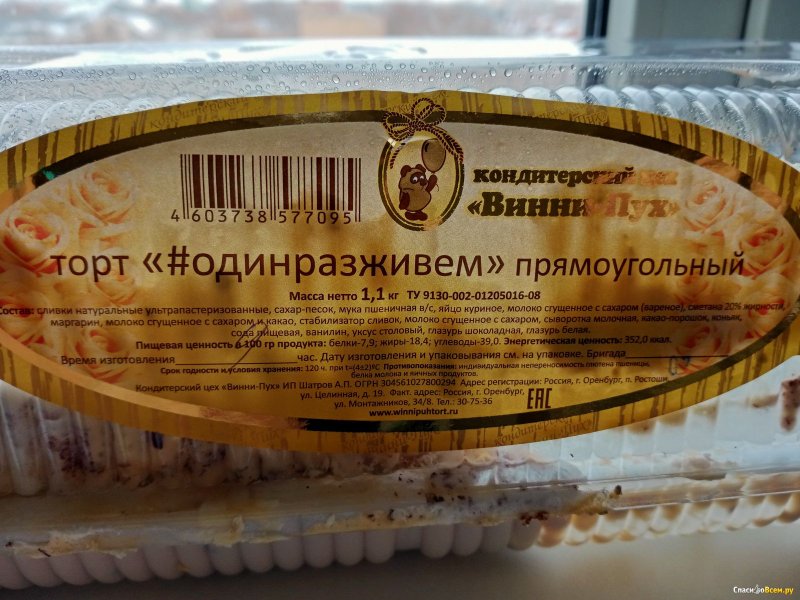 4 603738 577095
кондитерский цех
«Винни Пух»
торт «#одинразживем» прямоугольный
Масса нетто 1,1 кг ТУ 9130-002-01205016-08
Состав: сливки натуральные ультрапастеризованные, сахар-песок, мука пшеничная в/с, яйцо куриное, молоко сгущенное с сахаром (вареное), сметана 20% жирности,
маргарин, молоко сгущенное с сахаром и какао, стабилизатор сливок, молоко сгущенное с сахаром, сыворотка молочная, какао-порошок, коньяк,
сода пищевая, ванилин, уксус столовый, глазурь шоколадная, глазурь белая.
Пищевая ценность в 100 гр продукта: белки-7,9; жиры-18,4; углеводы-39,0. Энергетическая ценность: 352,0 ккал.
Время изготовления час. Дату изготовления и упаковывания см. на упаковке. Бригада
Срок годности и условия хранения: 120 ч. при t=(4±2)ºС Противопоказания: индивидуальная непереносимость глютена пшеницы,
белка молока и яичных продуктов.
Кондитерский цех «Винни-Пух» ИП Шатров А.П. ОГРН 304561027800294 Адрес регистрации: Россия, г. Оренбург, п. Ростоши,
ул. Целинная, д. 19. Факт. адрес: Россия, г. Оренбург,
ул. Монтажников, 34/8. Тел.: 30-75-36
www.winnipuhtort.ru
EAC
СпасибоВсем.ру